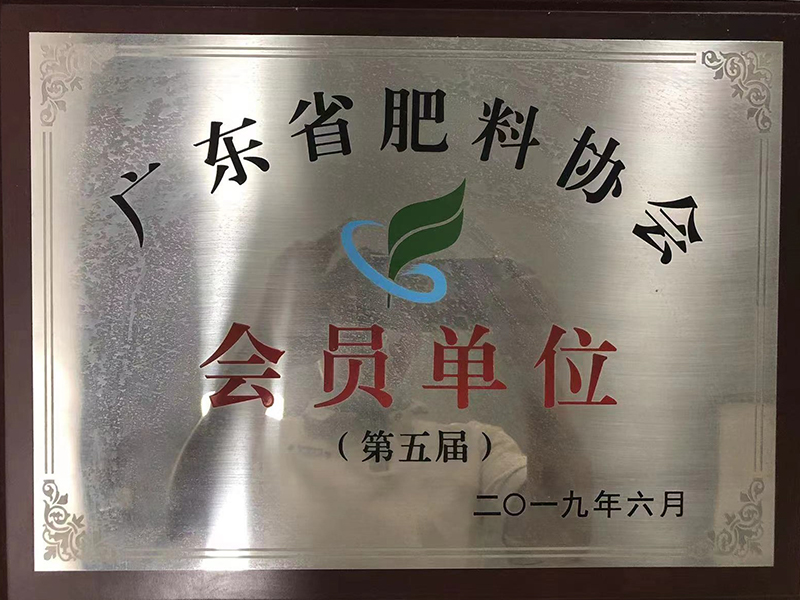 广东省肥料协会
会员单位
（第五届）
二〇一九年六月